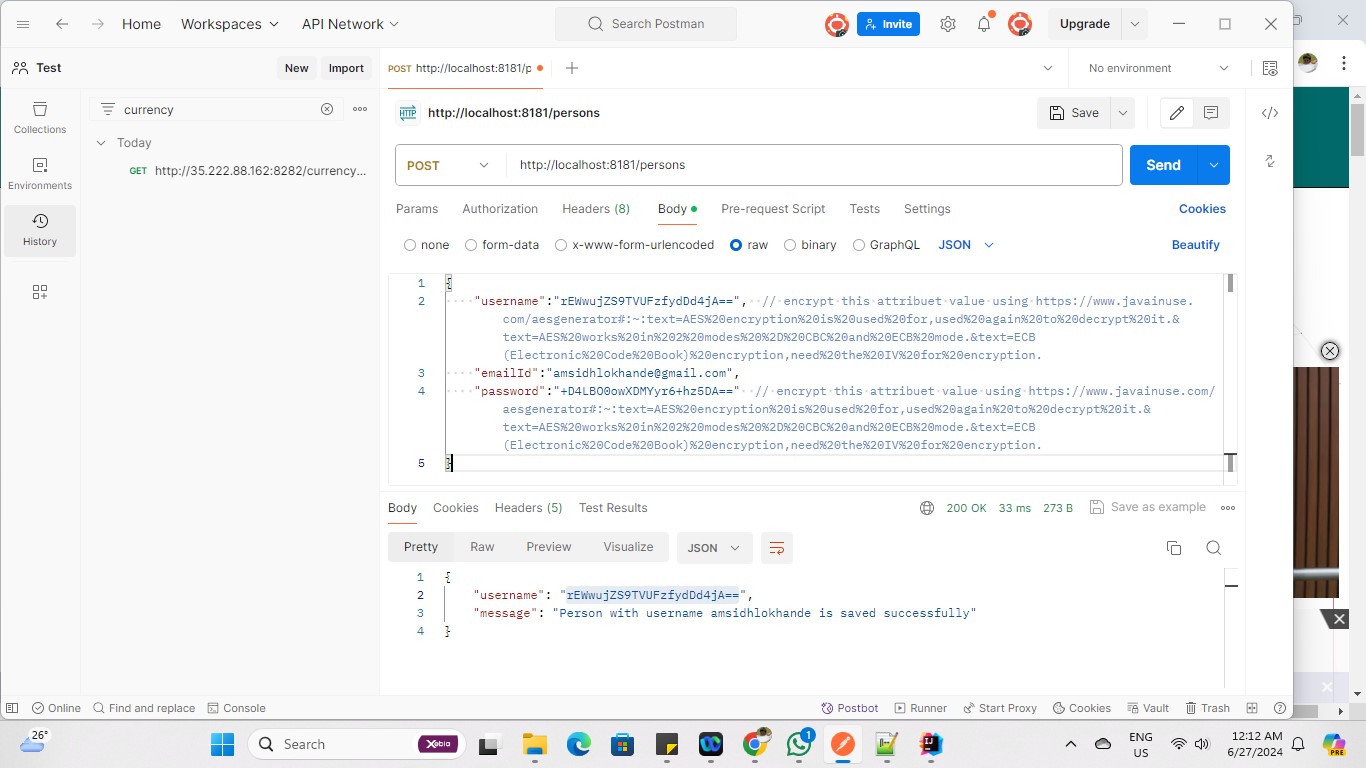 Home
Workspaces
API Network
Search Postman
Invite
Upgrade
Test
New
Import
POST http://localhost:8181/p
No environment
Collections
Environments
History
currency
Today
GET http://35.222.88.162:8282/currency...
HTTP http://localhost:8181/persons
Save
POST
http://localhost:8181/persons
Send
Params
Authorization
Headers (8)
Body
Pre-request Script
Tests
Settings
Cookies
none
form-data
x-www-form-urlencoded
raw
binary
GraphQL
JSON
Beautify
1 {
2 "username":"rEWwujZS9TVUFzfydDd4jA==", // encrypt this attribuet value using https://www.javainuse.
com/aesgenerator#:~:text=AES%20encryption%20is%20used%20for,used%20again%20to%20decrypt%20it.&
text=AES%20works%20in%202%20modes%20%2D%20CBC%20and%20ECB%20mode.&text=ECB
(Electronic%20Code%20Book)%20encryption,need%20the%20IV%20for%20encryption.
3 "emailId":"amsidhlokhande@gmail.com",
4 "password":"+D4LBO0owXDMYyr6+hz5DA==" // encrypt this attribuet value using https://www.javainuse.com/
aesgenerator#:~:text=AES%20encryption%20is%20used%20for,used%20again%20to%20decrypt%20it.&
text=AES%20works%20in%202%20modes%20%2D%20CBC%20and%20ECB%20mode.&text=ECB
(Electronic%20Code%20Book)%20encryption,need%20the%20IV%20for%20encryption.
5 }
Body
Cookies
Headers (5)
Test Results
200 OK
33 ms
273 B
Save as example
Pretty
Raw
Preview
Visualize
JSON
1 {
2 "username": "rEWwujZS9TVUFzfydDd4jA==",
3 "message": "Person with username amsidhlokhande is saved successfully"
4 }
Online
Find and replace
Console
Postbot
Runner
Start Proxy
Cookies
Vault
Trash
26°
Search
Xebia
1
ENG
US
12:12 AM
6/27/2024
PRE